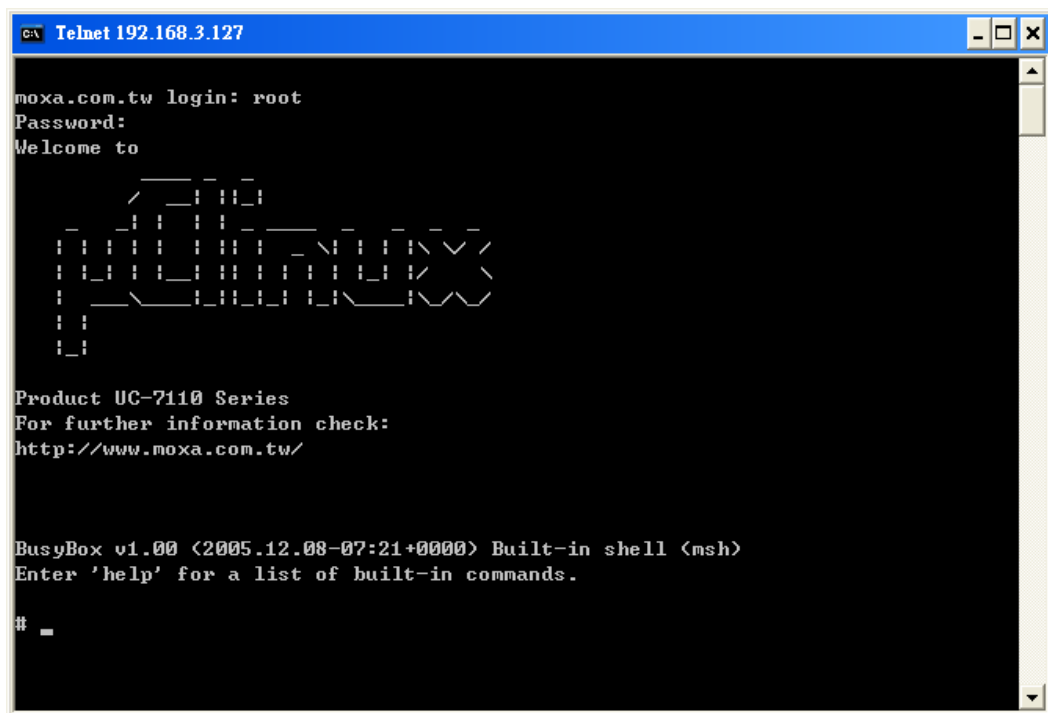 Telnet 192.168.3.127
moxa.com.tw login: root
Password:
Welcome to
µClinux
Product UC-7110 Series
For further information check:
http://www.moxa.com.tw/
BusyBox v1.00 (2005.12.08-07:21+0000) Built-in shell (msh)
Enter 'help' for a list of built-in commands.
# _